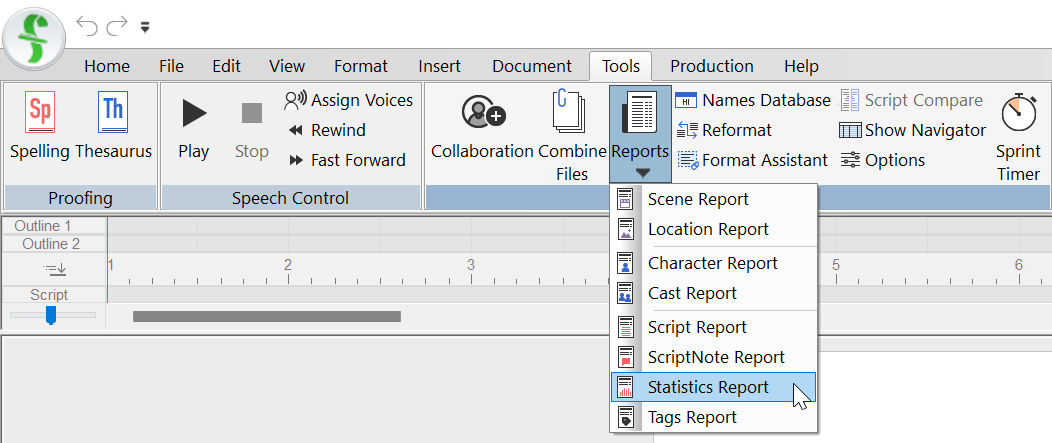 Home File Edit View Format Insert Document Tools Production Help
Sp Th Assign Voices HI Names Database Script Compare
Rewind Reformat Show Navigator
Spelling Thesaurus Play Stop Fast Forward Collaboration Combine Files Reports Format Assistant Options Sprint Timer
Proofing Speech Control
Scene Report
Outline 1
Location Report
Outline 2
1 2 3 5 6
Character Report
Script
Cast Report
Script Report
ScriptNote Report
Statistics Report
Tags Report